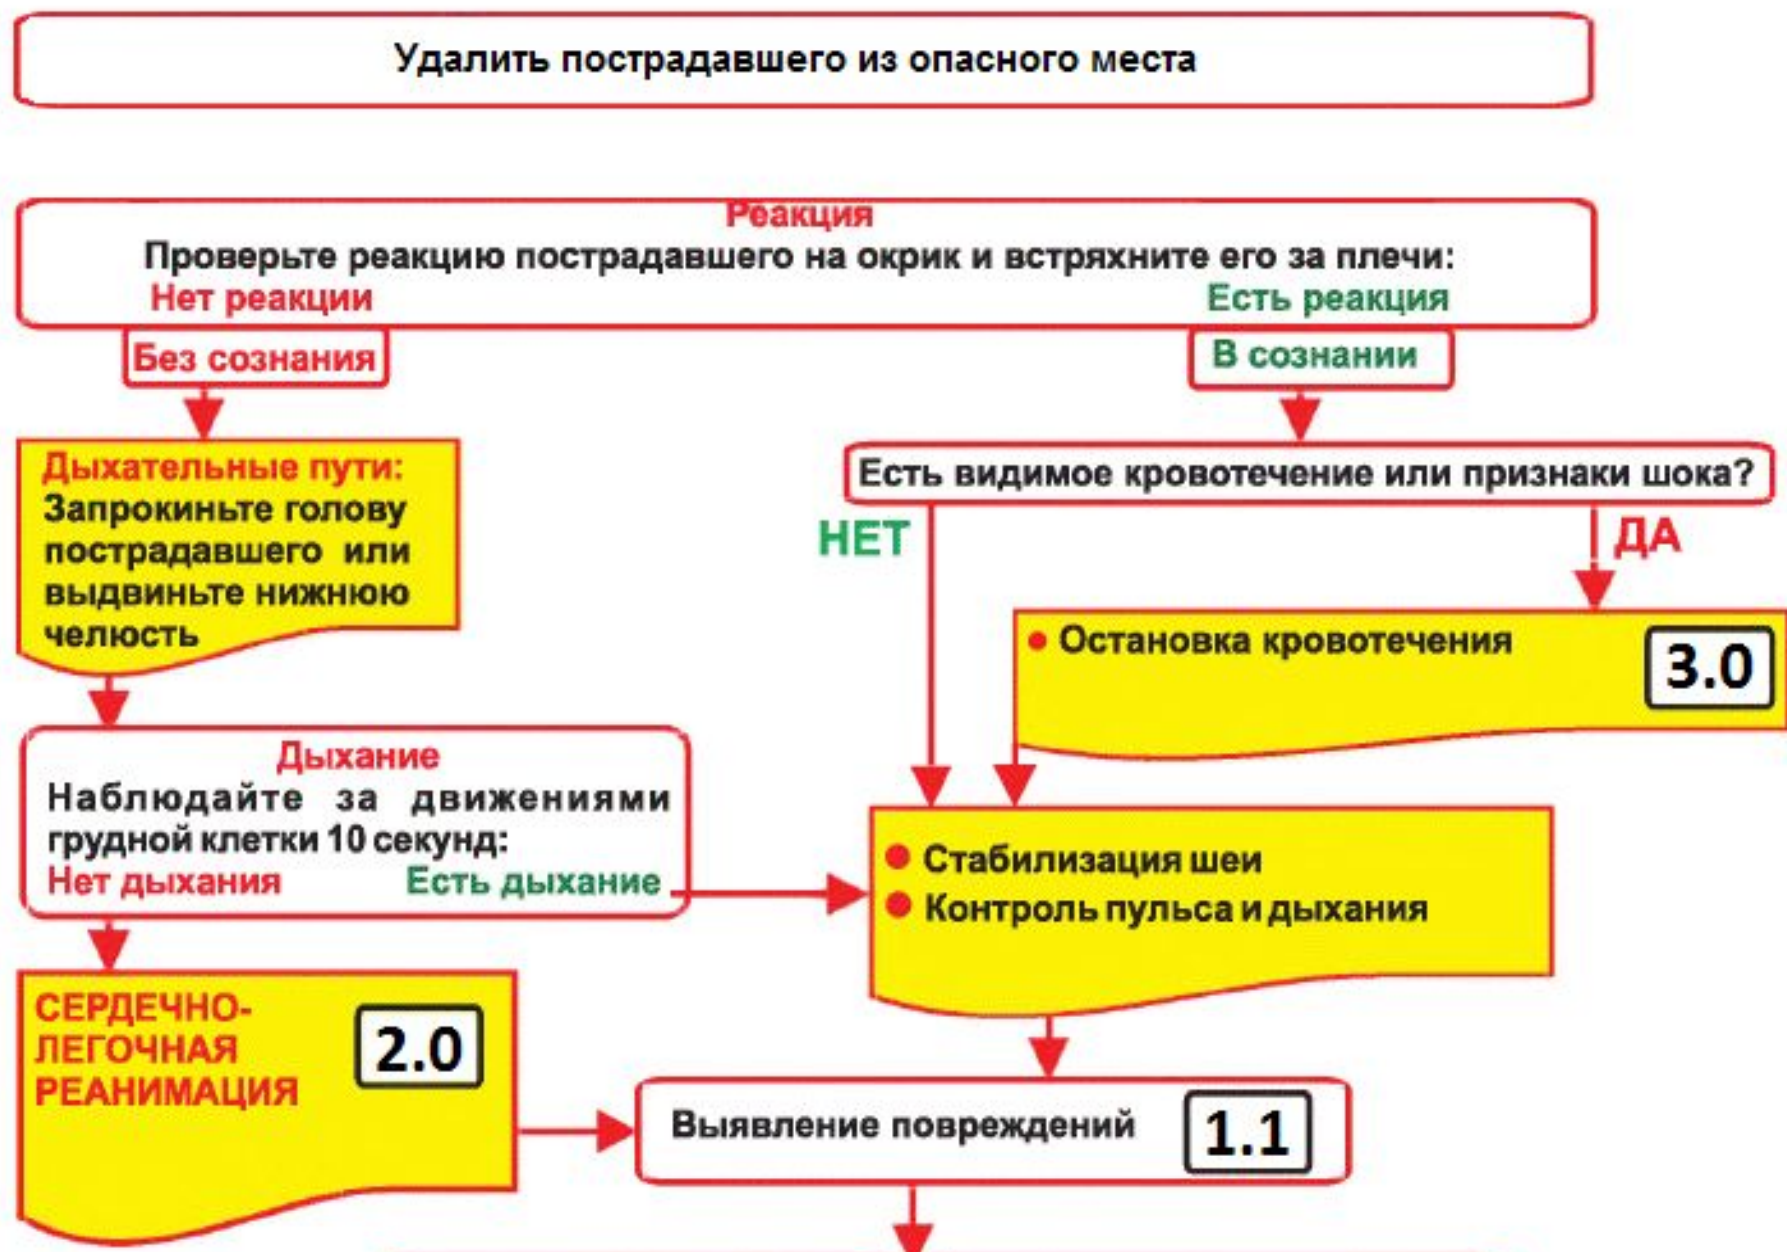 Удалить пострадавшего из опасного места
Реакция
Проверьте реакцию пострадавшего на окрик и встряхните его за плечи:
Нет реакции
Есть реакция
Без сознания
В сознании
Дыхательные пути:
Запрокиньте голову
пострадавшего или
выдвиньте нижнюю
челюсть
Есть видимое кровотечение или признаки шока?
НЕТ
ДА
• Остановка кровотечения
3.0
Дыхание
Наблюдайте за движениями
грудной клетки 10 секунд:
Нет дыхания
Есть дыхание
• Стабилизация шеи
• Контроль пульса и дыхания
СЕРДЕЧНО-
ЛЕГОЧНАЯ
РЕАНИМАЦИЯ
2.0
Выявление повреждений
1.1